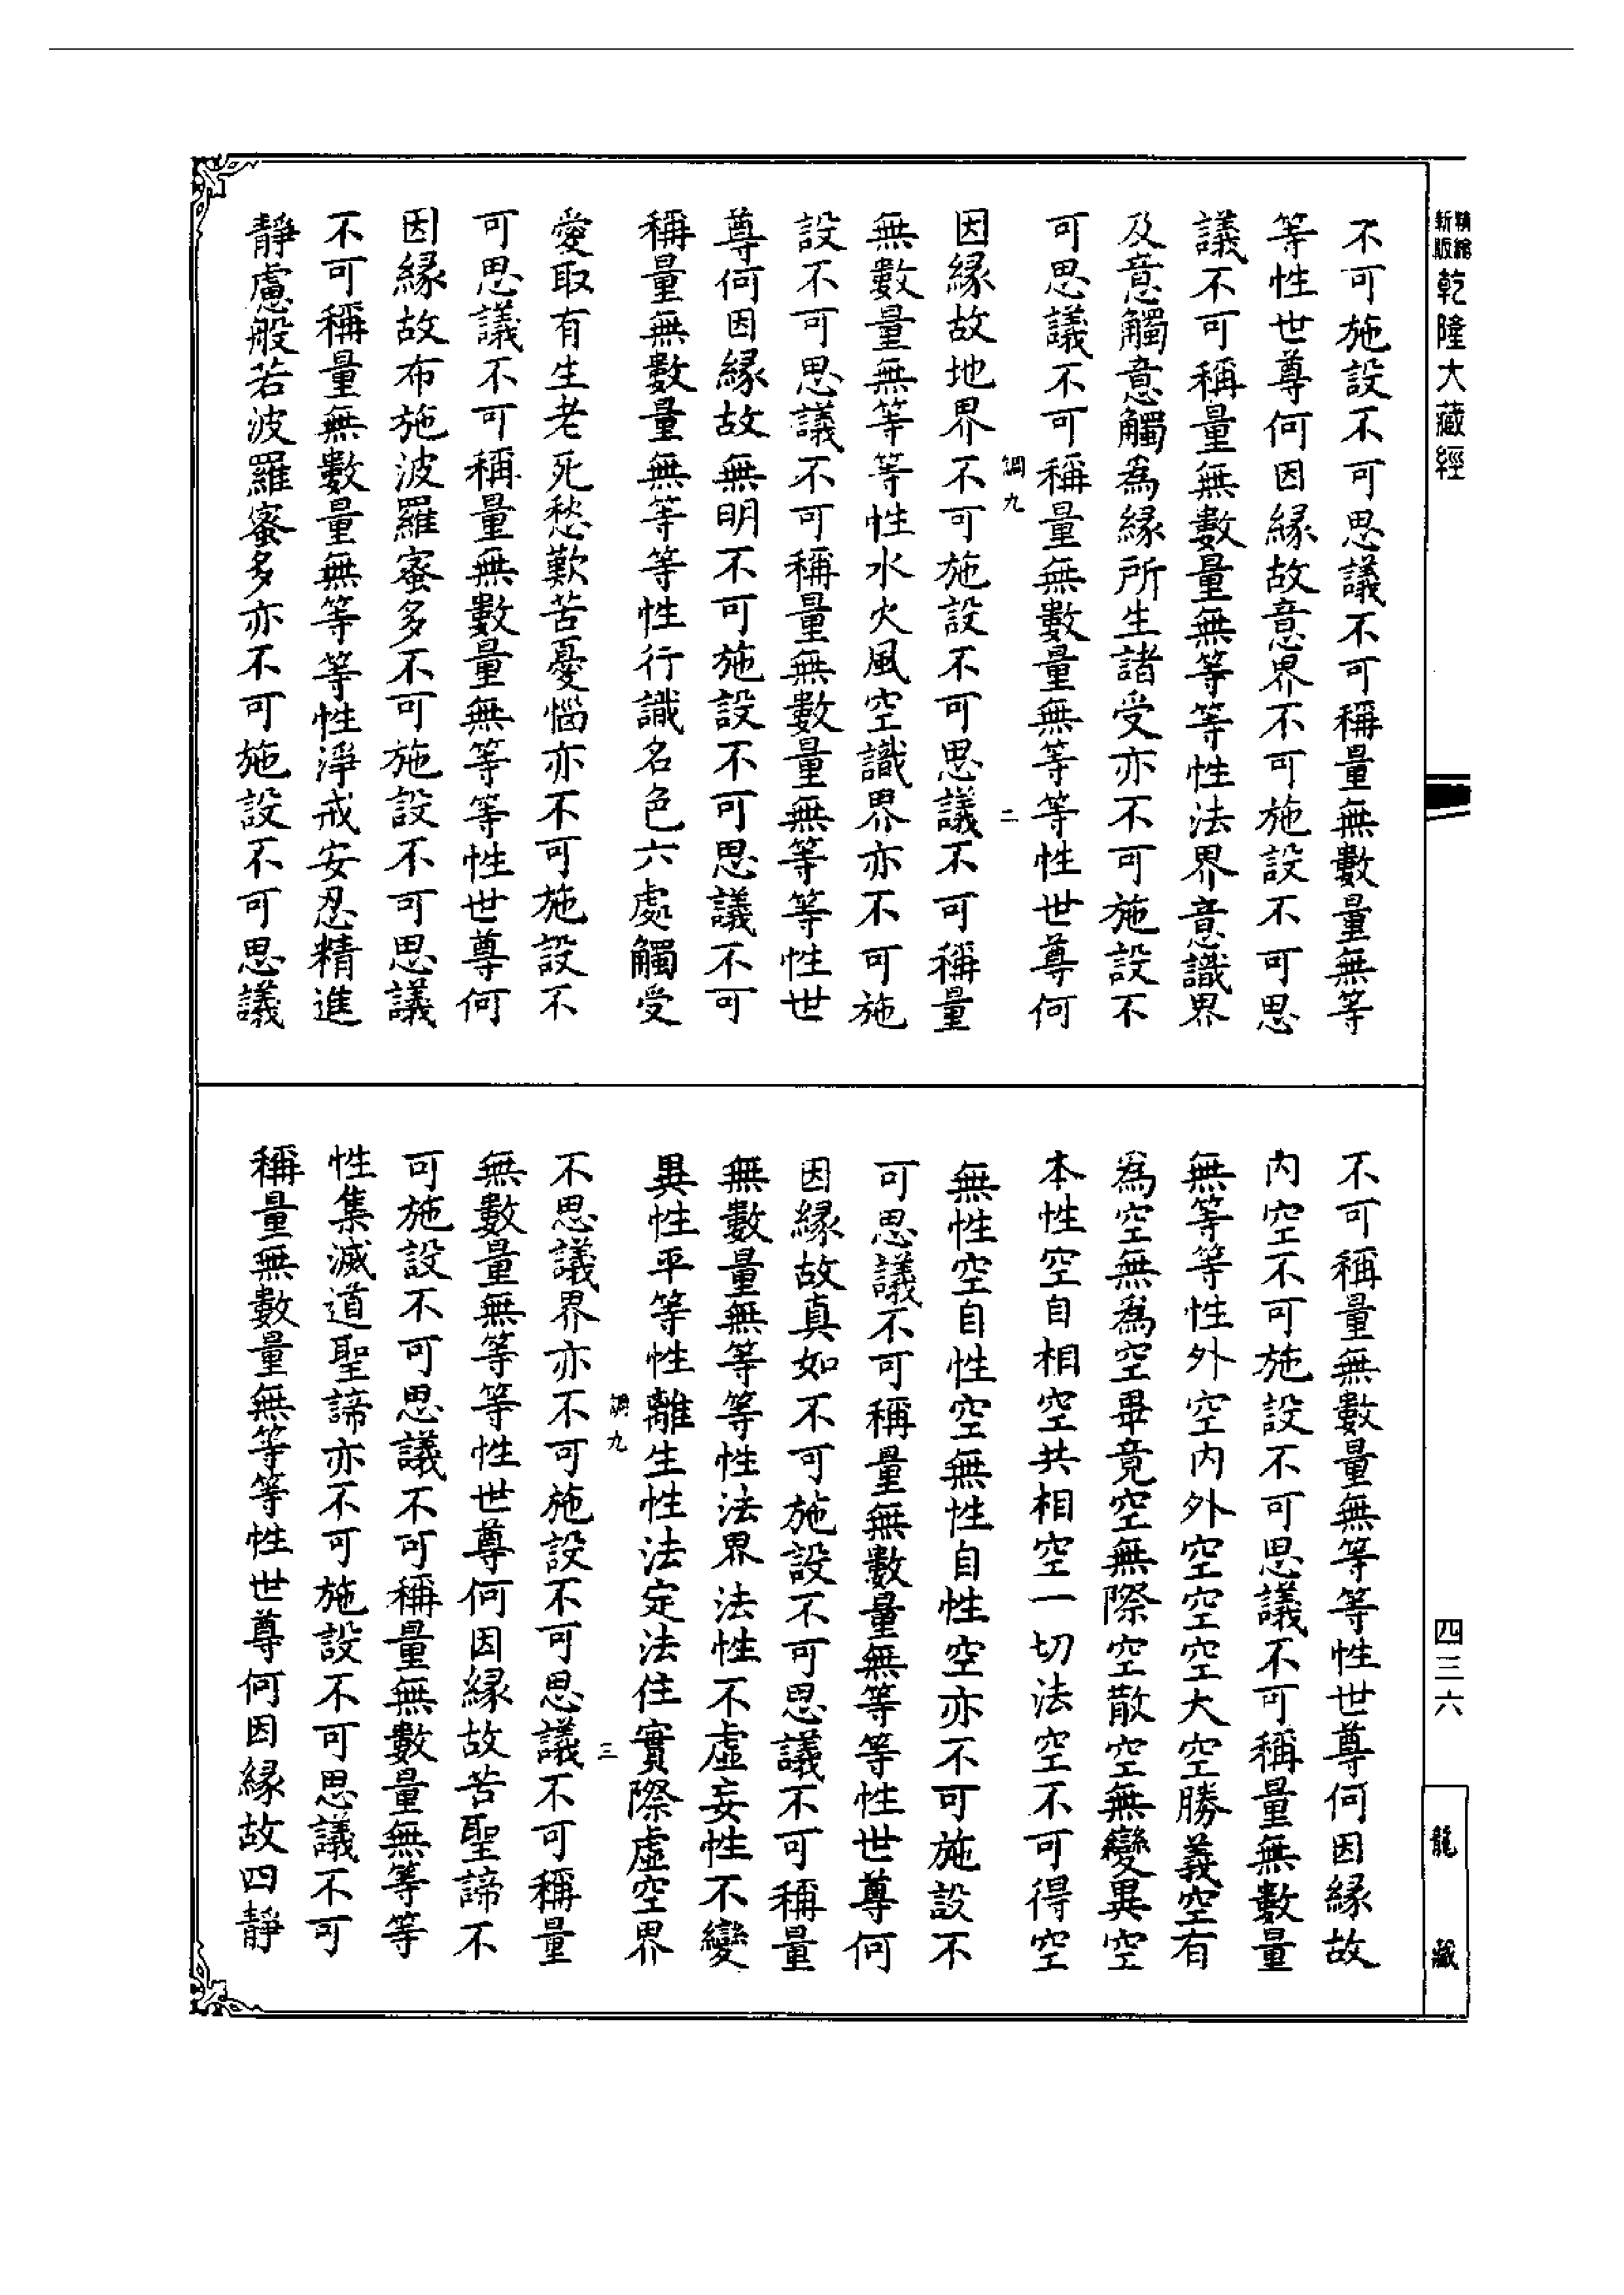 精縮
新版
乾隆大藏經
不可施設不可思議不可稱量無數量無等
等性世尊何因緣故意界不可施設不可思
議不可稱量無數量無等等性法界意識界
及意觸意觸為緣所生諸受亦不可施設不
可思議不可稱量無數量無等等性世尊何
調九
二
因緣故地界不可施設不可思議不可稱量
無數量無等等性水火風空識界亦不可施
設不可思議不可稱量無數量無等等性世
尊何因緣故無明不可施設不可思議不可
稱量無數量無等等性行識名色六處觸受
愛取有生老死愁歎苦憂惱亦不可施設不
可思議不可稱量無數量無等等性世尊何
因緣故布施波羅蜜多不可施設不可思議
不可稱量無數量無等等性淨戒安忍精進
靜慮般若波羅蜜多亦不可施設不可思議
不可稱量無數量無等等性世尊何因緣故
內空不可施設不可思議不可稱量無數量
無等等性外空內外空空空大空勝義空有
為空無為空畢竟空無際空散空無變異空
本性空自相空共相空一切法空不可得空
無性空自性空無性自性空亦不可施設不
可思議不可稱量無數量無等等性世尊何
因緣故真如不可施設不可思議不可稱量
無數量無等等性法界法性不虛妄性不變
異性平等性離生性法定法住實際虛空界
調九
三
不思議界亦不可施設不可思議不可稱量
無數量無等等性世尊何因緣故苦聖諦不
可施設不可思議不可稱量無數量無等等
性集滅道聖諦亦不可施設不可思議不可
稱量無數量無等等性世尊何因緣故四靜
四三六
龍藏